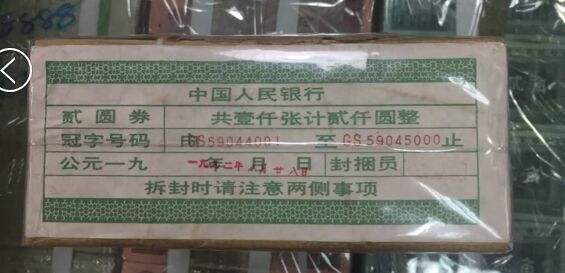 8888
中国人民银行
贰圆券 共壹仟张计贰仟圆整
冠字号码 由GS59044001 至 GS59045000止
公元一九 年 月 日 封捆员
拆封时请注意两侧事项